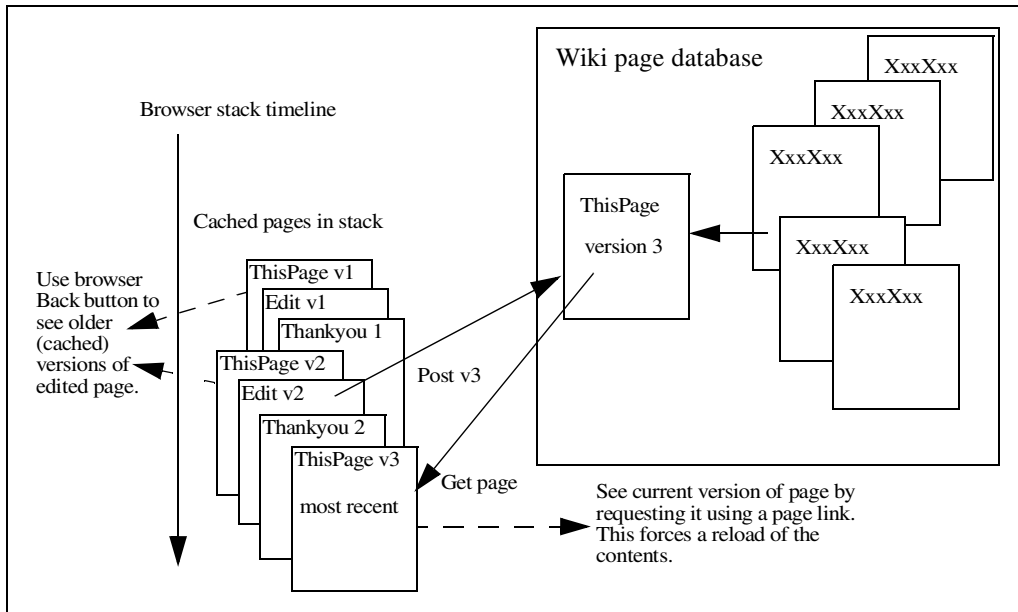 Wiki page database
XxxXxx
XxxXxx
XxxXxx
XxxXxx
XxxXxx
ThisPage
version 3
Browser stack timeline
Cached pages in stack
Use browser
Back button to
see older
(cached)
versions of
edited page.
ThisPage v1
Edit v1
Thankyou 1
ThisPage v2
Edit v2
Thankyou 2
ThisPage v3
most recent
Post v3
Get page
See current version of page by
requesting it using a page link.
This forces a reload of the
contents.